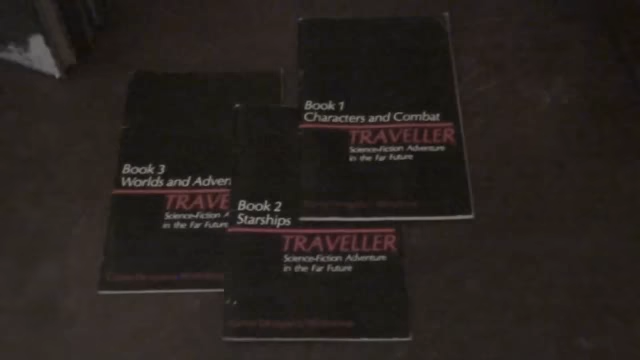 Book 1
Characters and Combat
TRAVELLER
Science-Fiction Adventure
in the Far Future
Book 3
Worlds and Adven
TRAVE
Science-Fiction A
in the Far Future
Book 2
Starships
TRAVELLER
Science-Fiction Adventure
in the Far Future